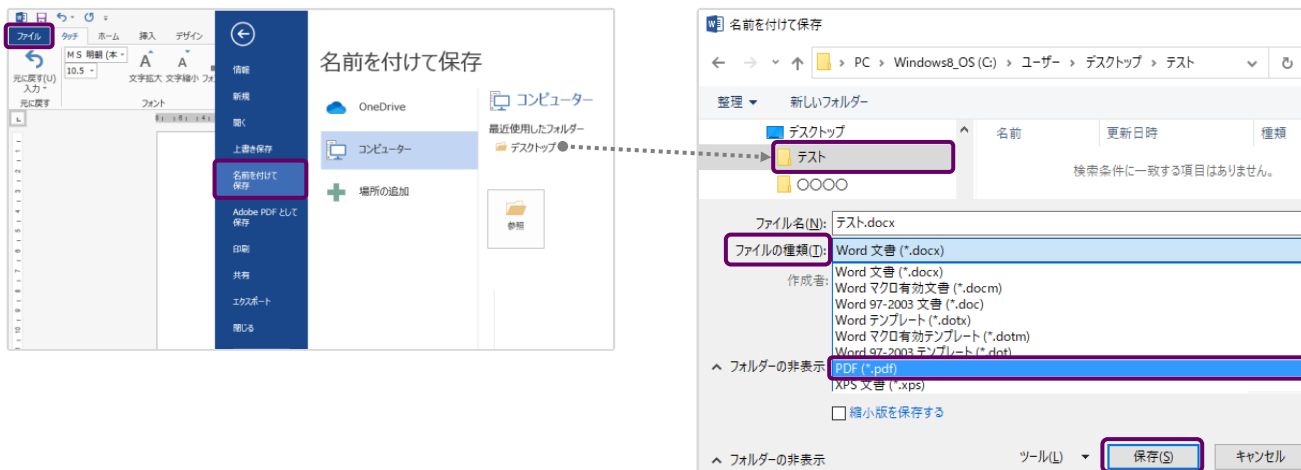 ファイル
タッチ
ホーム
挿入
デザイン
MS 明朝 (本
10.5
元に戻す(U)
入力
文字拡大 文字縮小
元に戻す
フォント
情報
新規
開く
上書き保存
名前を付けて
保存
Adobe PDF として
保存
印刷
共有
エクスポート
閉じる
名前を付けて保存
OneDrive
コンピューター
場所の追加
コンピューター
最近使用したフォルダー
デスクトップ
参照
名前を付けて保存
PC › Windows8_OS (C:) › ユーザー › デスクトップ › テスト
整理 ▼ 新しいフォルダー
デスクトップ
テスト
〇〇〇〇
名前 更新日時 種類
検索条件に一致する項目はありません。
ファイル名(N): テスト.docx
ファイルの種類(T): Word 文書 (*.docx)
作成者:
Word 文書 (*.docx)
Word マクロ有効文書 (*.docm)
Word 97-2003 文書 (*.doc)
Word テンプレート (*.dotx)
Word マクロ有効テンプレート (*.dotm)
Word 97-2003 テンプレート (*.dot)
フォルダーの非表示
PDF (*.pdf)
XPS 文書 (*.xps)
縮小版を保存する
フォルダーの非表示
ツール(L) ▼ 保存(S) キャンセル